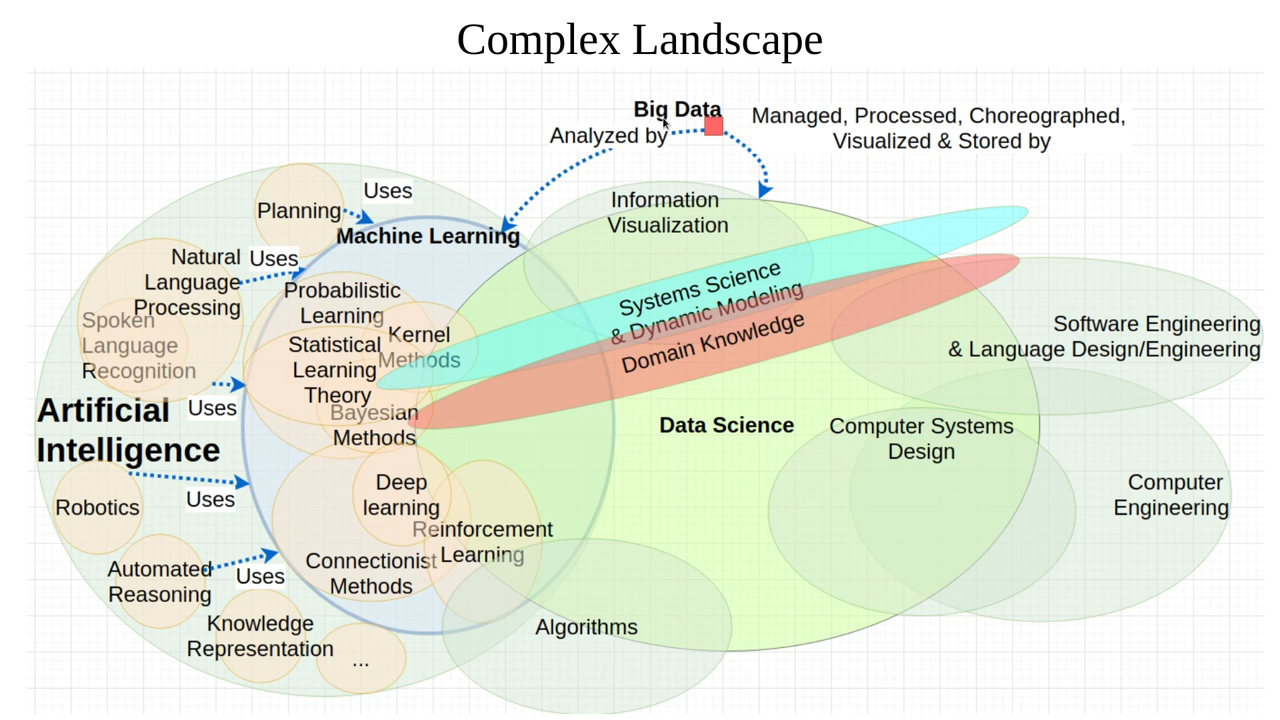 Complex Landscape
Big Data
Analyzed by
Managed, Processed, Choreographed,
Visualized & Stored by
Uses
Planning
Information
Visualization
Machine Learning
Natural
Language
Processing
Uses
Probabilistic
Learning
Systems Science
& Dynamic Modeling
Domain Knowledge
Spoken
Language
Recognition
Kernel
Methods
Statistical
Learning
Theory
Software Engineering
& Language Design/Engineering
Uses
Bayesian
Methods
Artificial
Intelligence
Data Science
Computer Systems
Design
Uses
Robotics
Deep
learning
Computer
Engineering
Reinforcement
Learning
Automated
Reasoning
Uses
Connectionist
Methods
Knowledge
Representation
Algorithms
...